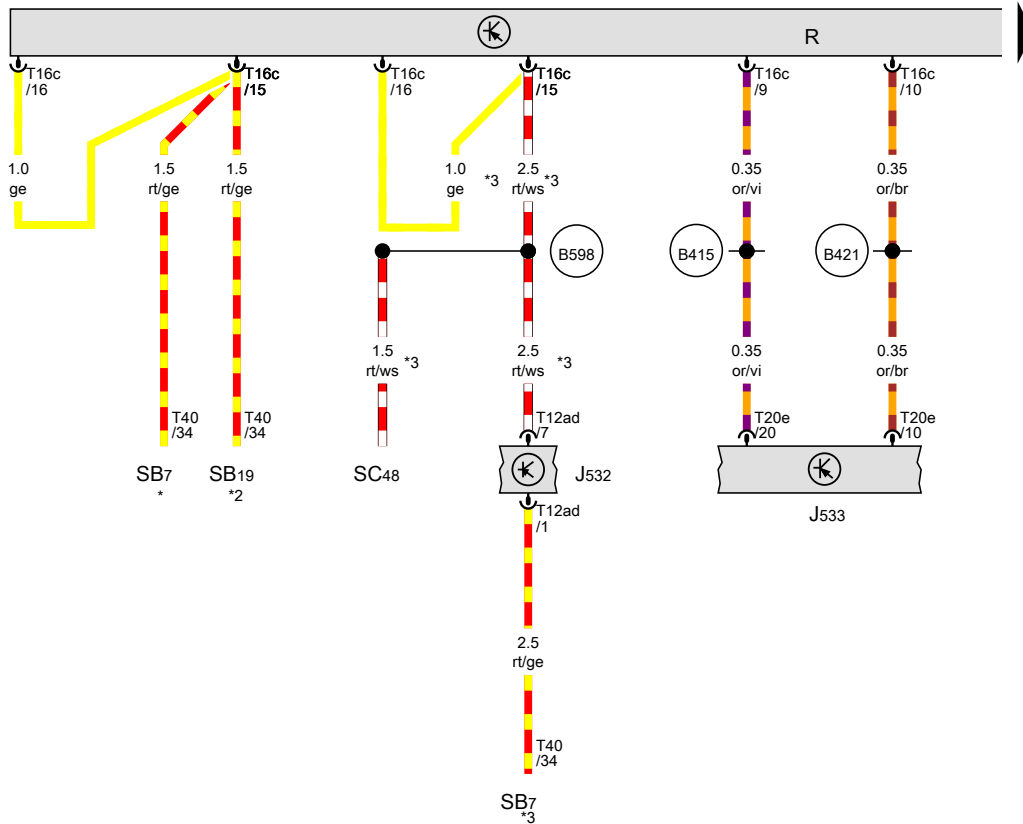 R
T16c
/16
T16c
/15
T16c
/16
T16c
/15
T16c
/9
T16c
/10
1.0
ge
1.5
rt/ge
1.5
rt/ge
1.0
ge
*3
2.5
rt/ws
*3
0.35
or/vi
0.35
or/br
B598
B415
B421
1.5
rt/ws
*3
2.5
rt/ws
*3
0.35
or/vi
0.35
or/br
T40
/34
T40
/34
T12ad
/7
T20e
/20
T20e
/10
SB7
*
SB19
*2
SC48
J532
J533
T12ad
/1
2.5
rt/ge
T40
/34
SB7
*3